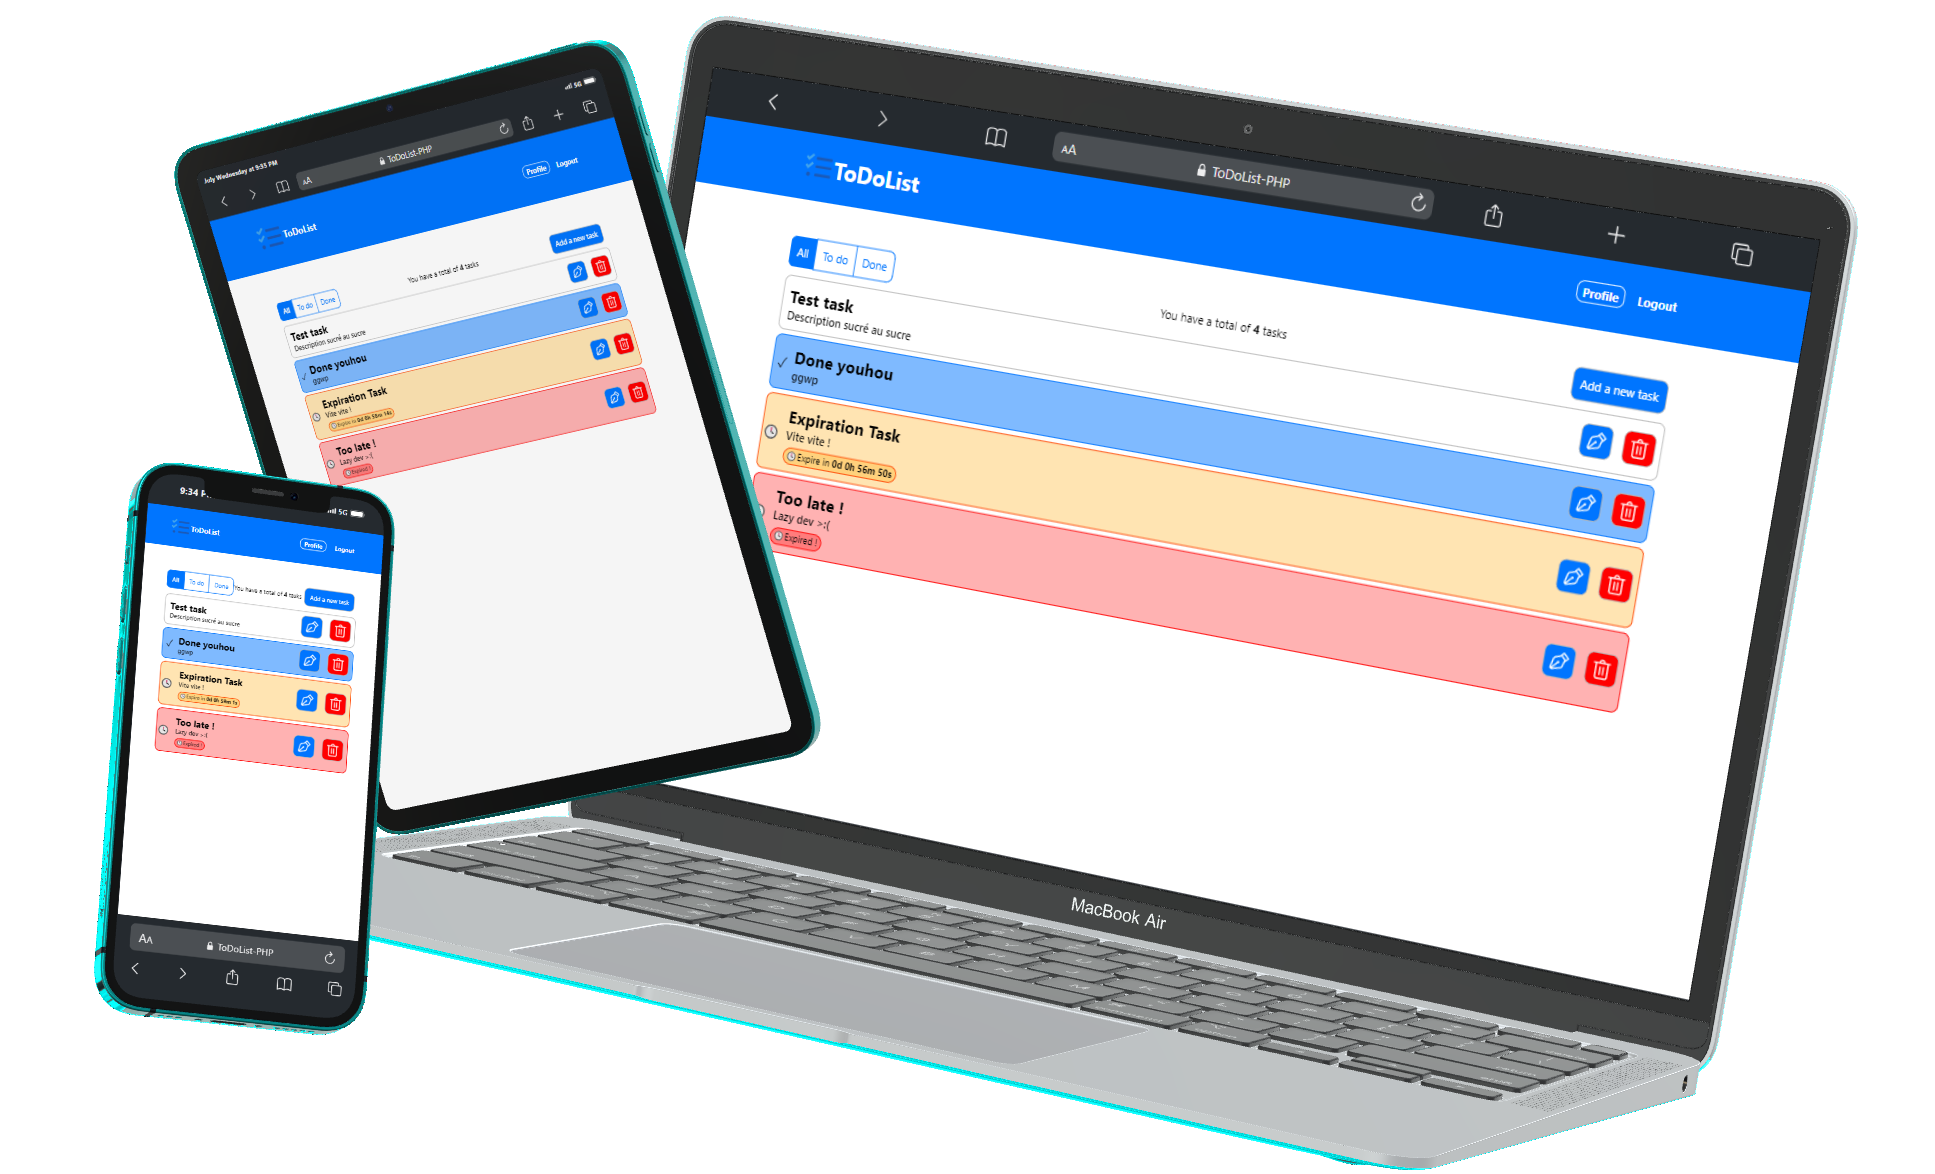 July Wednesday at 9:35 PM
5G
AA
ToDoList-PHP
ToDoList
Profile
Logout
Add a new task
You have a total of 4 tasks
All
To do
Done
Test task
Description sucré au sucre
Done youhou
ggwp
Expiration Task
Vite vite !
Expire in 0d 0h 58m 14s
Too late !
Lazy dev >:(
Expired !
9:34 P
5G
ToDoList
Profile
Logout
All
To do
Done
You have a total of 4 tasks
Add a new task
Test task
Description sucré au sucre
Done youhou
ggwp
Expiration Task
Vite vite !
Expire in 0d 0h 59m 1s
Too late !
Lazy dev >:(
Expired !
AA
ToDoList-PHP
AA
ToDoList-PHP
ToDoList
Profile
Logout
All
To do
Done
You have a total of 4 tasks
Add a new task
Test task
Description sucré au sucre
Done youhou
ggwp
Expiration Task
Vite vite !
Expire in 0d 0h 56m 50s
Too late !
Lazy dev >:(
Expired !
MacBook Air